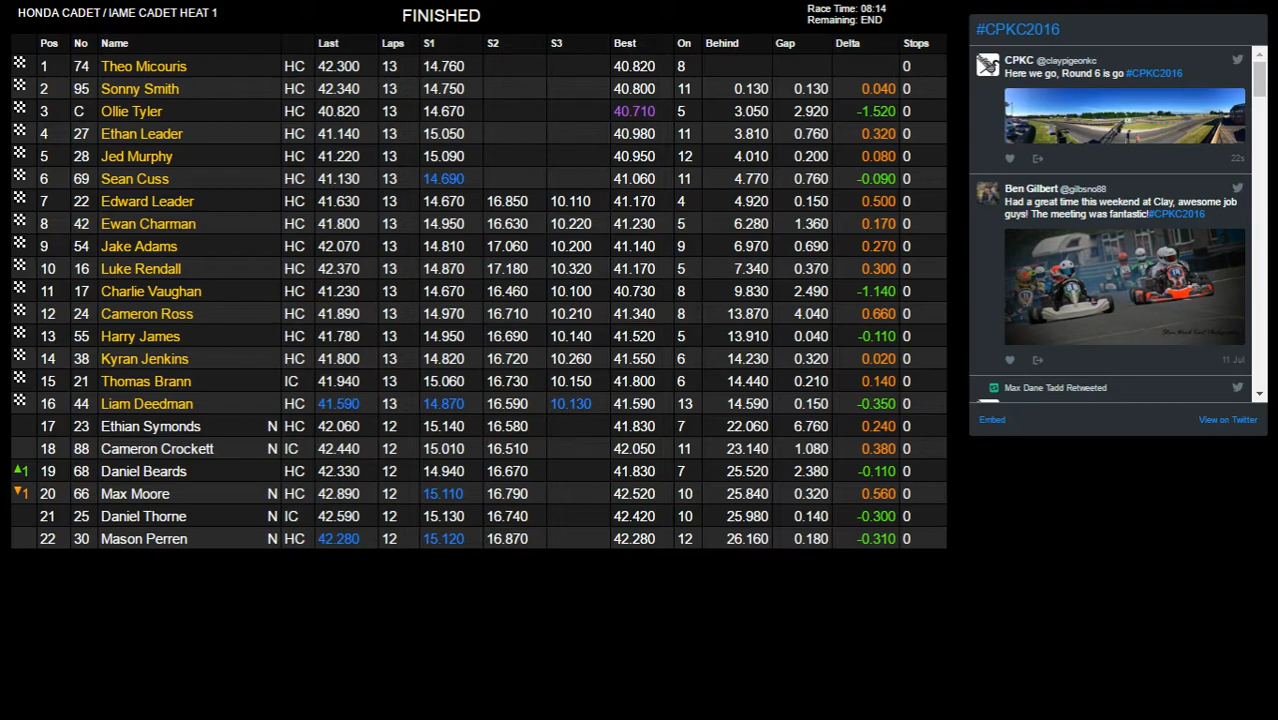 HONDA CADET / IAME CADET HEAT 1 FINISHED Race Time: 08:14
Remaining: END
Pos No Name Last Laps S1 S2 S3 Best On Behind Gap Delta Stops
1 74 Theo Micouris HC 42.300 13 14.760 40.820 8 0
2 95 Sonny Smith HC 42.340 13 14.750 40.800 11 0.130 0.130 0.040 0
3 C Ollie Tyler HC 40.820 13 14.670 40.710 5 3.050 2.920 -1.520 0
4 27 Ethan Leader HC 41.140 13 15.050 40.980 11 3.810 0.760 0.320 0
5 28 Jed Murphy HC 41.220 13 15.090 40.950 12 4.010 0.200 0.080 0
6 69 Sean Cuss HC 41.130 13 14.690 41.060 11 4.770 0.760 -0.090 0
7 22 Edward Leader HC 41.630 13 14.670 16.850 10.110 41.170 4 4.920 0.150 0.500 0
8 42 Ewan Charman HC 41.800 13 14.950 16.630 10.220 41.230 5 6.280 1.360 0.170 0
9 54 Jake Adams HC 42.070 13 14.810 17.060 10.200 41.140 9 6.970 0.690 0.270 0
10 16 Luke Rendall HC 42.370 13 14.870 17.180 10.320 41.170 5 7.340 0.370 0.300 0
11 17 Charlie Vaughan HC 41.230 13 14.670 16.460 10.100 40.730 8 9.830 2.490 -1.140 0
12 24 Cameron Ross HC 41.890 13 14.970 16.710 10.210 41.340 8 13.870 4.040 0.660 0
13 55 Harry James HC 41.780 13 14.950 16.690 10.140 41.520 5 13.910 0.040 -0.110 0
14 38 Kyran Jenkins HC 41.800 13 14.820 16.720 10.260 41.550 6 14.230 0.320 0.020 0
15 21 Thomas Brann IC 41.940 13 15.060 16.730 10.150 41.800 6 14.440 0.210 0.140 0
16 44 Liam Deedman HC 41.590 13 14.870 16.590 10.130 41.590 13 14.590 0.150 -0.350 0
17 23 Ethian Symonds N HC 42.060 12 15.140 16.580 41.830 7 22.060 6.760 0.240 0
18 88 Cameron Crockett N IC 42.440 12 15.010 16.510 42.050 11 23.140 1.080 0.380 0
1 19 68 Daniel Beards HC 42.330 12 14.940 16.670 41.830 7 25.520 2.380 -0.110 0
1 20 66 Max Moore N HC 42.890 12 15.110 16.790 42.520 10 25.840 0.320 0.560 0
21 25 Daniel Thorne N IC 42.590 12 15.130 16.740 42.420 10 25.980 0.140 -0.300 0
22 30 Mason Perren N HC 42.280 12 15.120 16.870 42.280 12 26.160 0.180 -0.310 0
#CPKC2016
CPKC @claypigeonkc
Here we go, Round 6 is go #CPKC2016
22s
Ben Gilbert @gilbsno88
Had a great time this weekend at Clay, awesome job
guys! The meeting was fantastic!#CPKC2016
11 Jul
Max Dane Tadd Retweeted
Embed View on Twitter